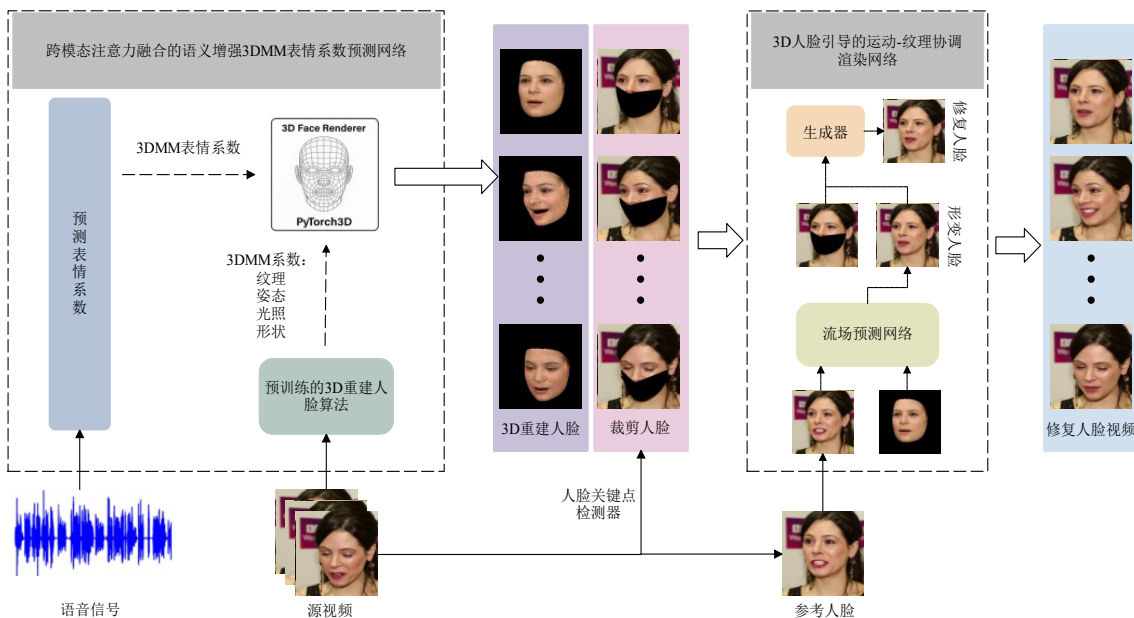 跨模态注意力融合的语义增强3DMM表情系数预测网络
预测表情系数
3DMM表情系数
3D Face Renderer
PyTorch3D
3DMM系数：
纹理
姿态
光照
形状
预训练的3D重建人
脸算法
语音信号
源视频
3D重建人脸
裁剪人脸
人脸关键点
检测器
3D人脸引导的运动-纹理协调
渲染网络
生成器
修复人脸
形变人脸
流场预测网络
参考人脸
修复人脸视频